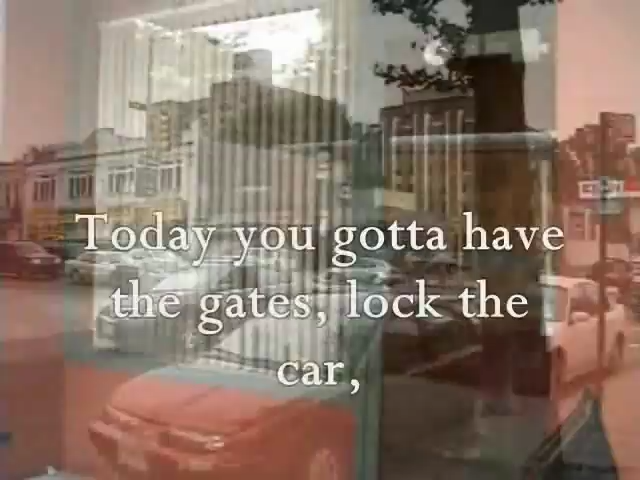 Today you gotta have
the gates, lock the
car,